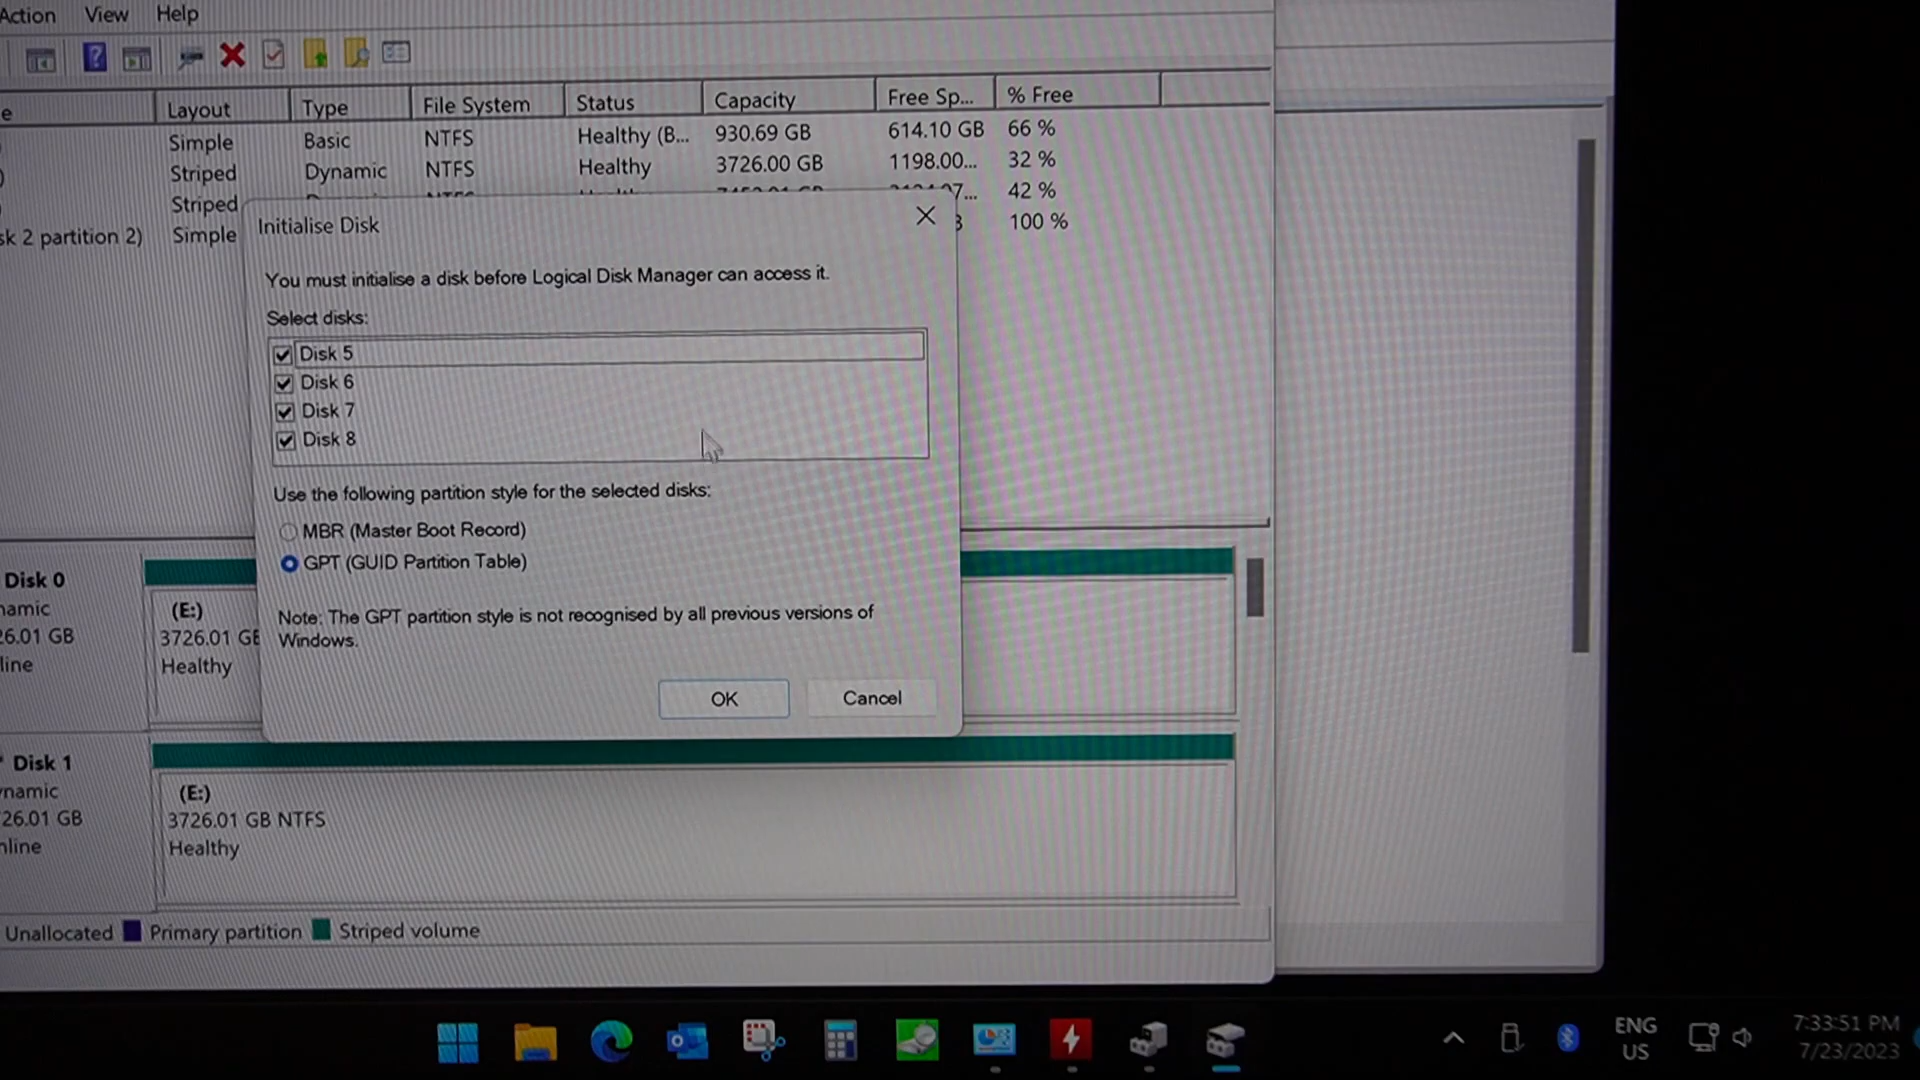 Action View Help
Layout Type File System Status Capacity Free Sp... % Free
Simple Basic NTFS Healthy (B... 930.69 GB 614.10 GB 66 %
Striped Dynamic NTFS Healthy 3726.00 GB 1198.00... 32 %
Striped 42 %
sk 2 partition 2) Simple 100 %
Initialise Disk
You must initialise a disk before Logical Disk Manager can access it.
Select disks:
Disk 5
Disk 6
Disk 7
Disk 8
Use the following partition style for the selected disks:
MBR (Master Boot Record)
GPT (GUID Partition Table)
Note: The GPT partition style is not recognised by all previous versions of
Windows.
OK Cancel
Disk 0
namic
26.01 GB
line
(E:)
3726.01 GB
Healthy
Disk 1
namic
26.01 GB
nline
(E:)
3726.01 GB NTFS
Healthy
Unallocated Primary partition Striped volume
ENG
US
7:33:51 PM
7/23/2023